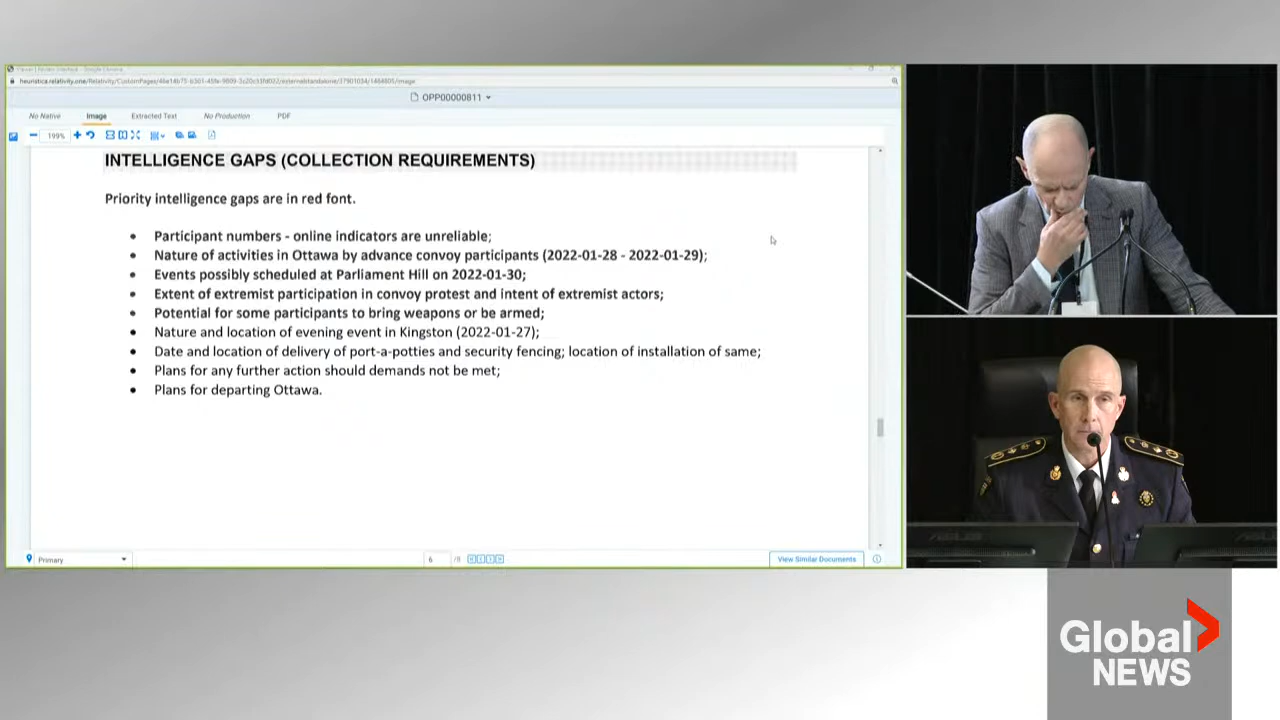 OPP00000811
No Native Image Extracted Text No Production PDF
199%
INTELLIGENCE GAPS (COLLECTION REQUIREMENTS)
Priority intelligence gaps are in red font.
• Participant numbers - online indicators are unreliable;
• Nature of activities in Ottawa by advance convoy participants (2022-01-28 - 2022-01-29);
• Events possibly scheduled at Parliament Hill on 2022-01-30;
• Extent of extremist participation in convoy protest and intent of extremist actors;
• Potential for some participants to bring weapons or be armed;
• Nature and location of evening event in Kingston (2022-01-27);
• Date and location of delivery of port-a-potties and security fencing; location of installation of same;
• Plans for any further action should demands not be met;
• Plans for departing Ottawa.
Primary 6 View Similar Documents
ASUS
Global
NEWS